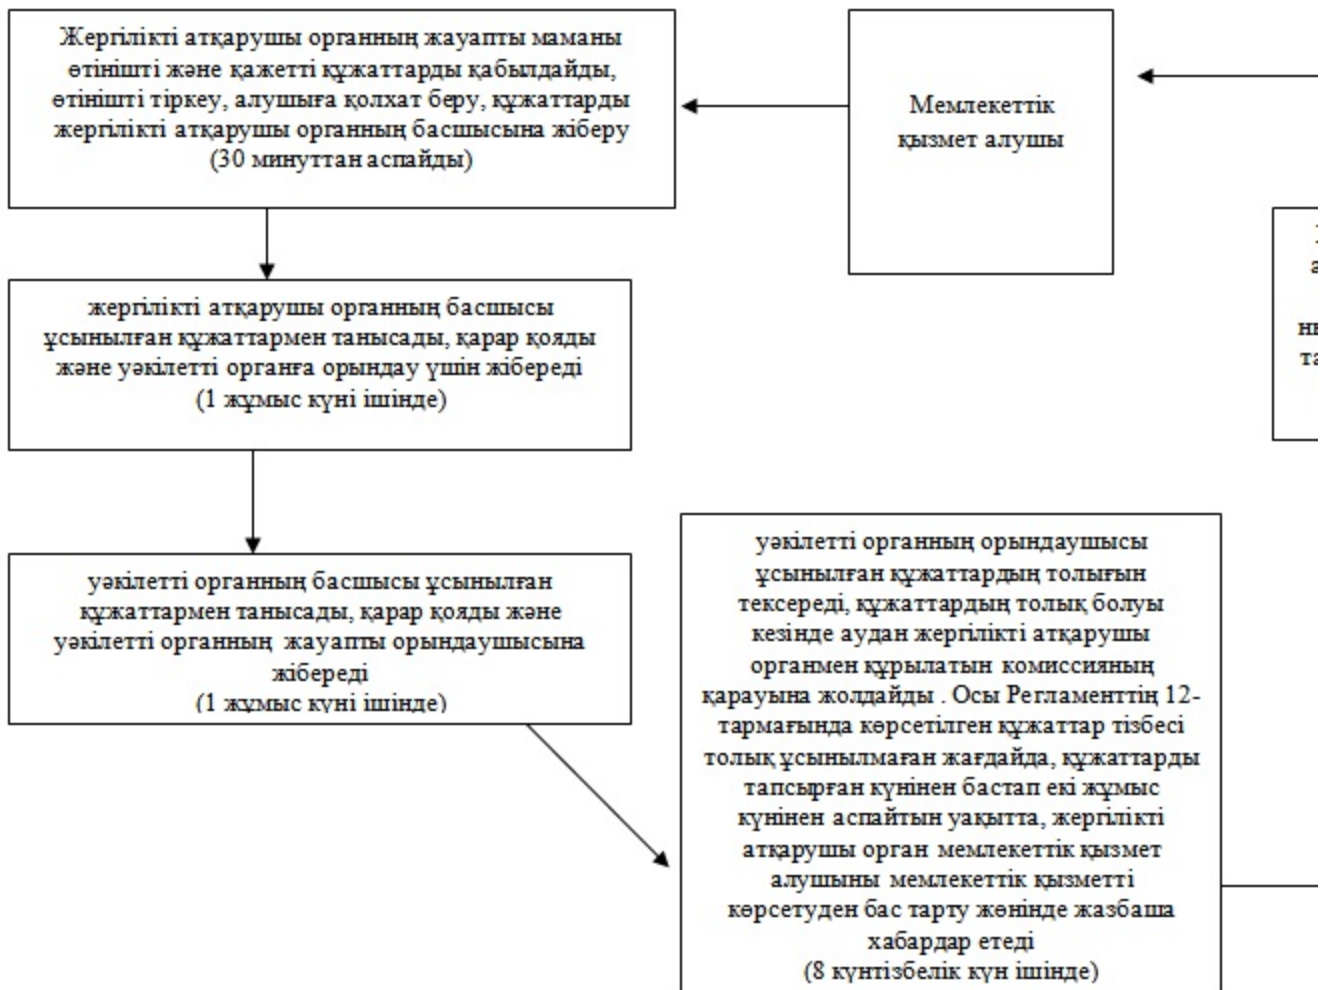 Жергілікті атқарушы органның жауапты маманы
өтінішті және қажетті құжаттарды қабылдайды,
өтінішті тіркеу, алушыға қолхат беру, құжаттарды
жергілікті атқарушы органның басшысына жіберу
(30 минуттан аспайды)
Мемлекеттік
қызмет алушы
жергілікті атқарушы органның басшысы
ұсынылған құжаттармен танысады, қарар қояды
және уәкілетті органға орындау үшін жібереді
(1 жұмыс күні ішінде)
уәкілетті органның басшысы ұсынылған
құжаттармен танысады, қарар қояды және
уәкілетті органның жауапты орындаушысына
жібереді
(1 жұмыс күні ішінде)
уәкілетті органның орындаушысы
ұсынылған құжаттардың толығын
тексереді, құжаттардың толық болуы
кезінде аудан жергілікті атқарушы
органмен құрылатын комиссияның
қарауына жолдайды . Осы Регламенттің 12-
тармағында көрсетілген құжаттар тізбесі
толық ұсынылмаған жағдайда, құжаттарды
тапсырған күнінен бастап екі жұмыс
күнінен аспайтын уақытта, жергілікті
атқарушы орган мемлекеттік қызмет
алушыны мемлекеттік қызметті
көрсетуден бас тарту жөнінде жазбаша
хабардар етеді
(8 күнтізбелік күн ішінде)